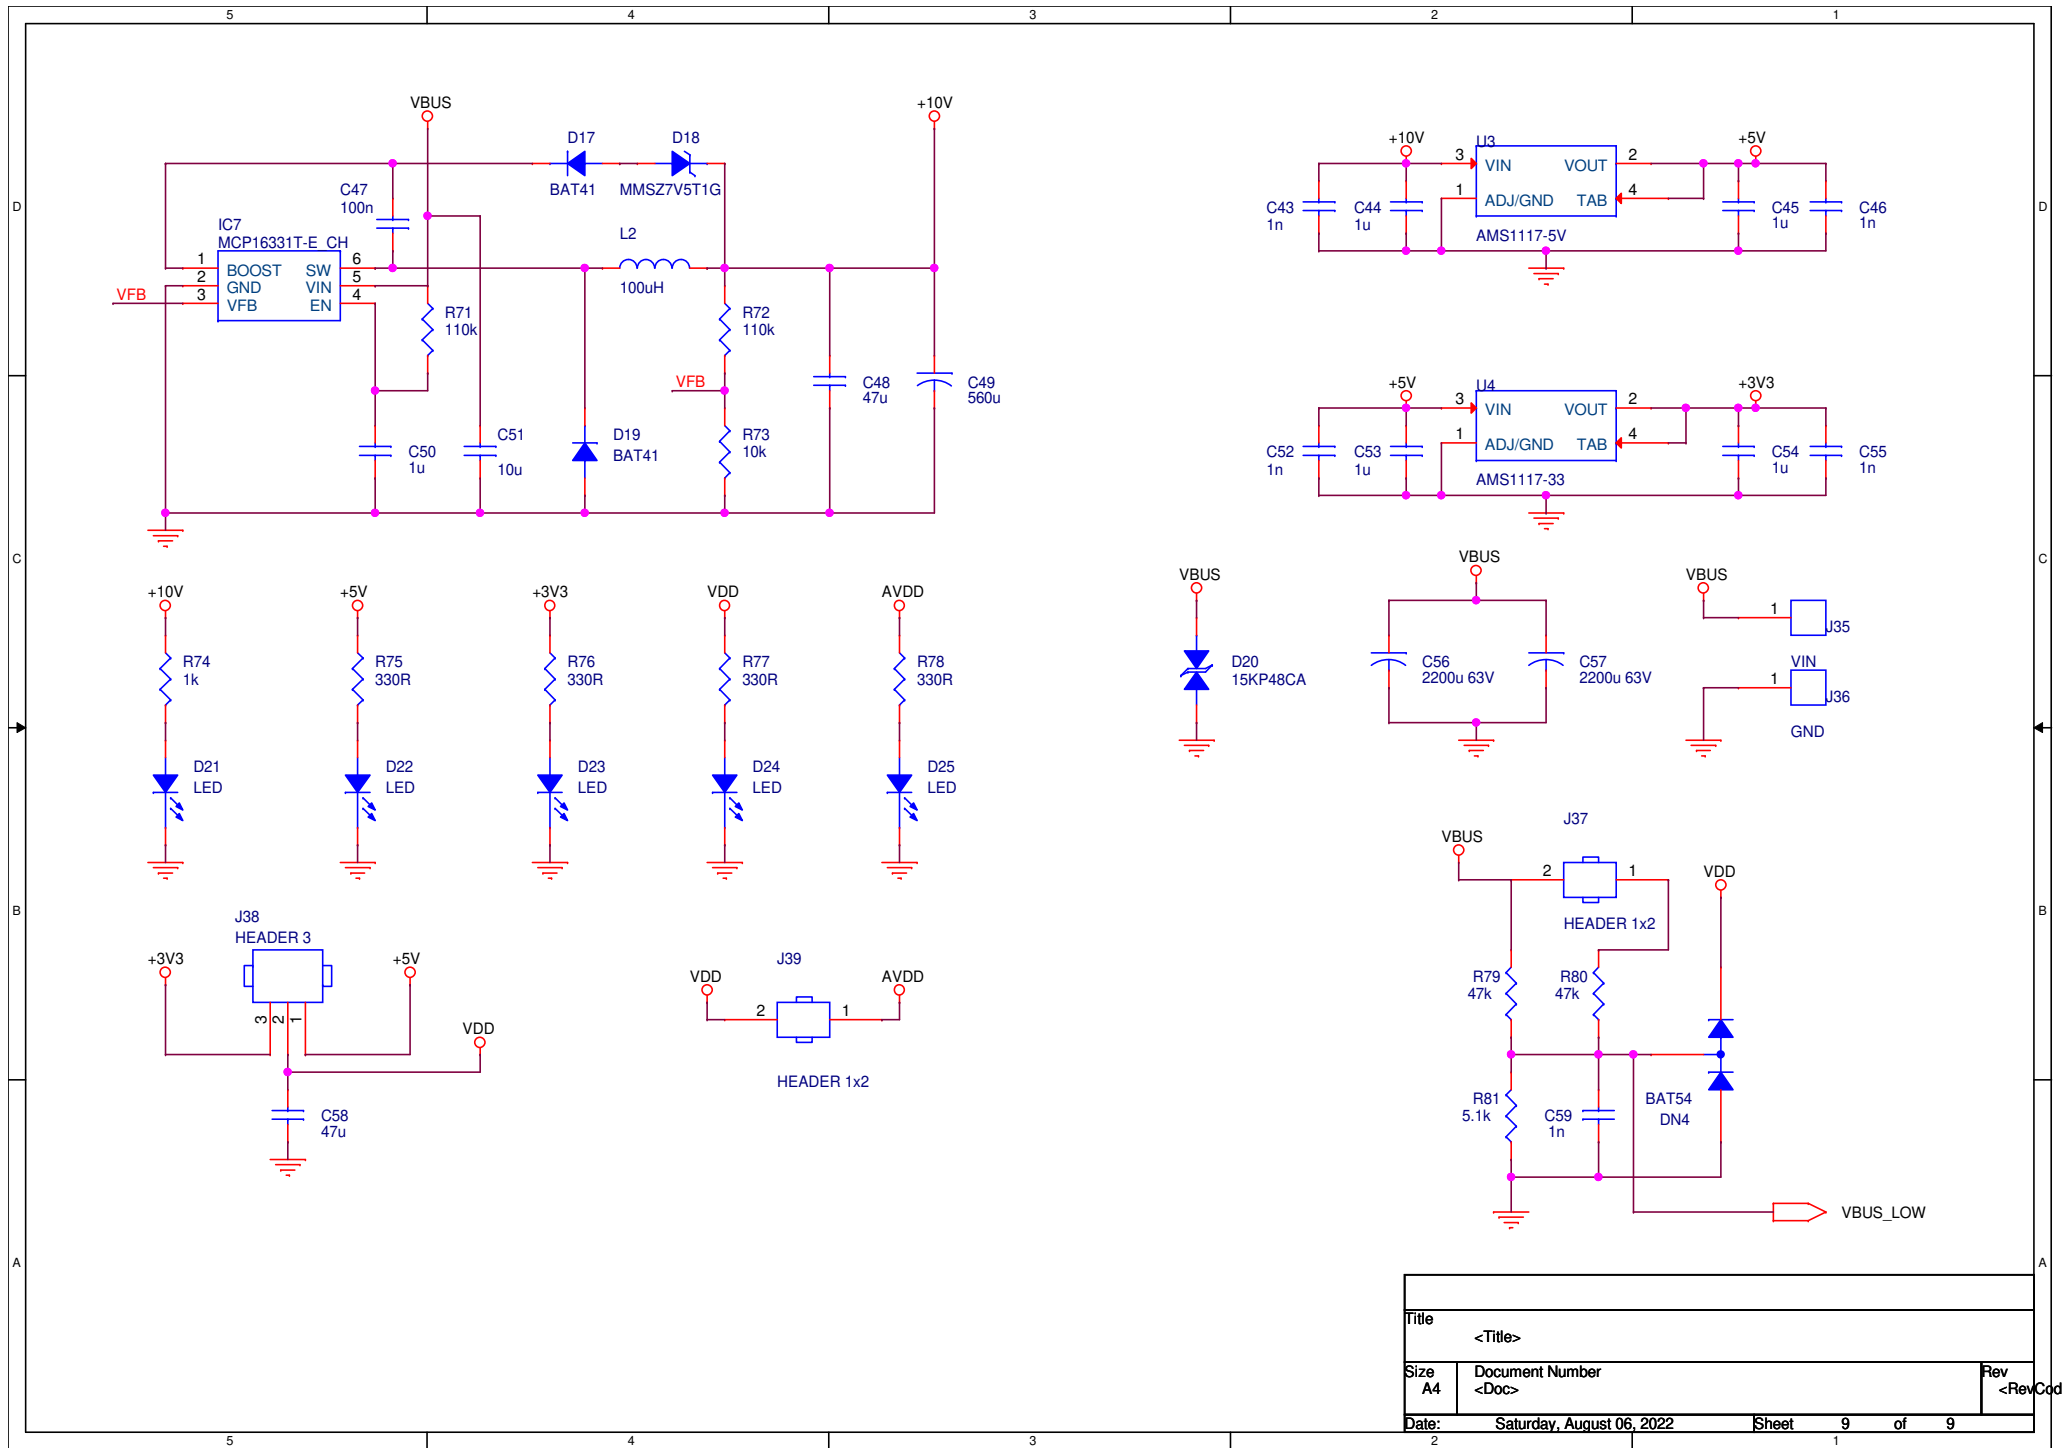 5 4 3 2 1
D
D
C
C
B
B
A
A
VBUS
+10V
D17
BAT41
D18
MMSZ7V5T1G
C47
100n
IC7
MCP16331T-E_CH
1 BOOST SW 6
2 GND VIN 5
3 VFB EN 4
VFB
L2
100uH
R71
110k
R72
110k
VFB
R73
10k
C48
47u
C49
560u
C50
1u
C51
10u
D19
BAT41
+10V
U3
3 VIN VOUT 2
1 ADJ/GND TAB 4
AMS1117-5V
+5V
C43
1n
C44
1u
C45
1u
C46
1n
+5V
U4
3 VIN VOUT 2
1 ADJ/GND TAB 4
AMS1117-33
+3V3
C52
1n
C53
1u
C54
1u
C55
1n
+10V
R74
1k
D21
LED
+5V
R75
330R
D22
LED
+3V3
R76
330R
D23
LED
VDD
R77
330R
D24
LED
AVDD
R78
330R
D25
LED
VBUS
D20
15KP48CA
VBUS
C56
2200u 63V
C57
2200u 63V
VBUS
1
J35
VIN
1
J36
GND
J38
HEADER 3
+3V3
+5V
3 2 1
VDD
C58
47u
J39
VDD
AVDD
2 1
HEADER 1x2
J37
VBUS
2 1
HEADER 1x2
VDD
R79
47k
R80
47k
R81
5.1k
C59
1n
BAT54
DN4
VBUS_LOW
Title
<Title>
Size
A4
Document Number
<Doc>
Rev
<RevCod
Date: Saturday, August 06, 2022 Sheet 9 of 9
5 4 3 2 1